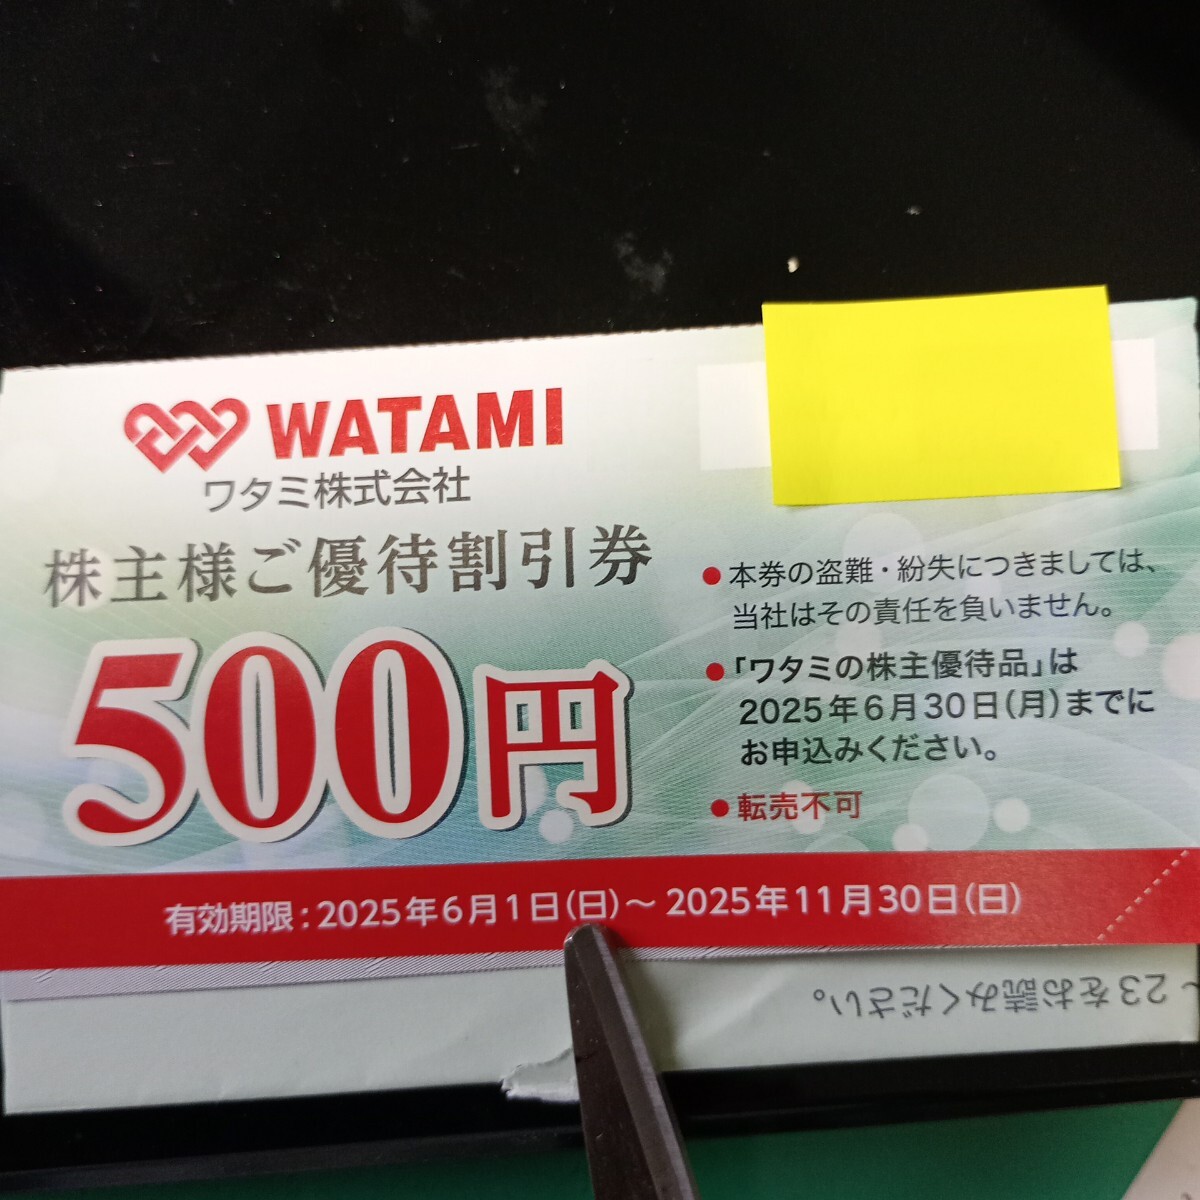 WATAMI
ワタミ株式会社
株主様ご優待割引券
500円
●本券の盗難・紛失につきましては、
当社はその責任を負いません。
●「ワタミの株主優待品」は
2025年6月30日(月)までに
お申込みください。
●転売不可
有効期限:2025年6月1日(日)～2025年11月30日(日)
～23をお読みください。